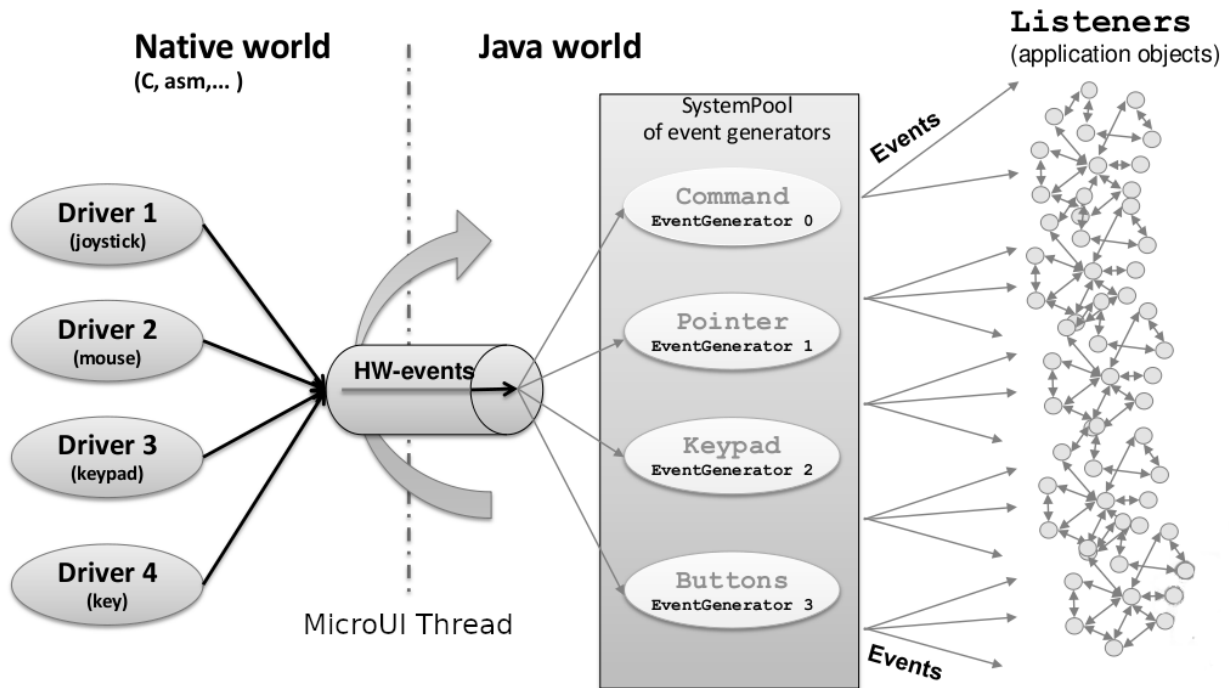 Native world
(C, asm,... )
Java world
Listeners
(application objects)
SystemPool
of event generators
Events
Driver 1
(joystick)
Driver 2
(mouse)
Driver 3
(keypad)
Driver 4
(key)
HW-events
MicroUI Thread
Command
EventGenerator 0
Pointer
EventGenerator 1
Keypad
EventGenerator 2
Buttons
EventGenerator 3
Events